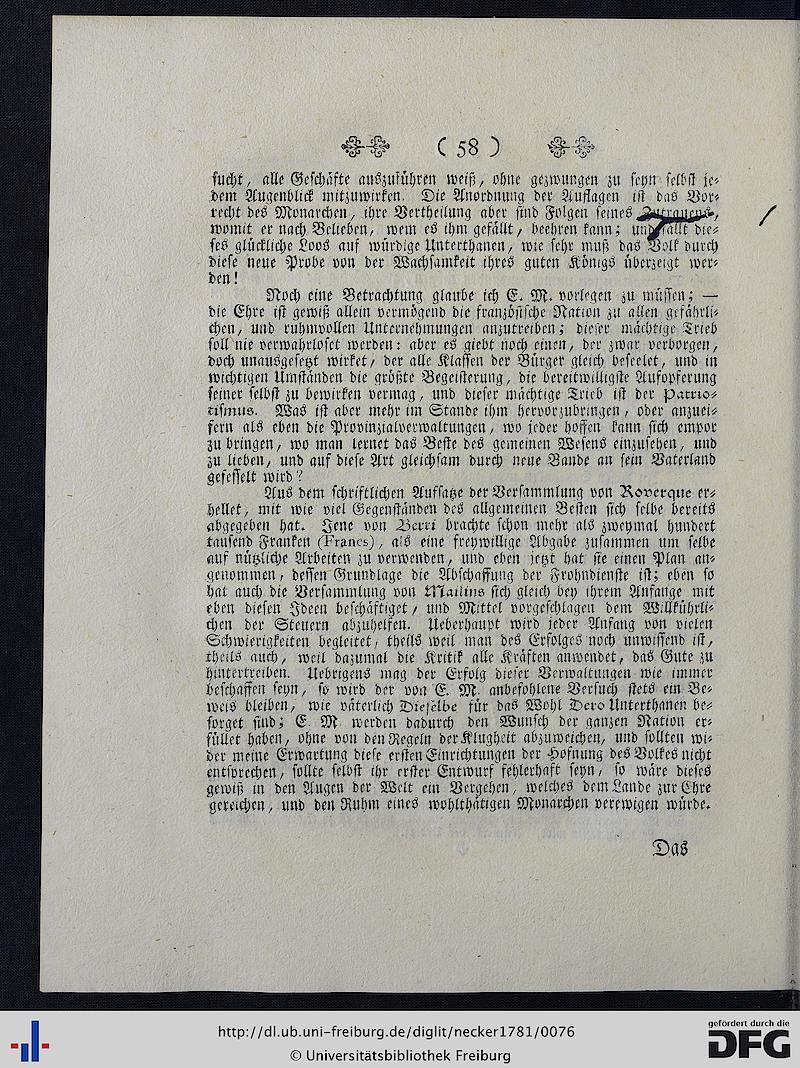 ( 58 )
sucht, alle Geschäfte auszuführen weiß, ohne gezwungen zu seyn selbst je-
dem Augenblick mitzuwirken. Die Anordnung der Auflagen ist das Vor-
recht des Monarchen, ihre Vertheilung aber sind Folgen seines Zutrauens,
womit er nach Belieben, wem es ihm gefällt, beehren kann; und fällt die-
ses glückliche Loos auf würdige Unterthanen, wie sehr muß das Volk durch
diese neue Probe von der Wachsamkeit ihres guten Königs überzeigt wer-
den!
Noch eine Betrachtung glaube ich E. M. vorlegen zu müssen; —
die Ehre ist gewiß allein vermögend die französische Nation zu allen gefährli-
chen, und ruhmvollen Unternehmungen anzutreiben; dieser mächtige Trieb
soll nie verwahrloset werden: aber es giebt noch einen, der zwar verborgen,
doch unausgesetzt wirket, der alle Klassen der Bürger gleich beseelet, und in
wichtigen Umständen die größte Begeisterung, die bereitwilligste Aufopferung
seiner selbst zu bewirken vermag, und dieser mächtige Trieb ist der Patrio-
tismus. Was ist aber mehr im Stande ihm hervorzubringen, oder anzuei-
fern als eben die Provinzialverwaltungen, wo jeder hoffen kann sich empor
zu bringen, wo man lernet das Beste des gemeinen Wesens einzusehen, und
zu lieben, und auf diese Art gleichsam durch neue Bande an sein Vaterland
gefesselt wird?
Aus dem schriftlichen Aufsatze der Versammlung von Roverque er-
hellet, mit wie viel Gegenständen des allgemeinen Besten sich selbe bereits
abgegeben hat. Jene von Berri brachte schon mehr als zweymal hundert
tausend Franken (Francs), als eine freywillige Abgabe zusammen um selbe
auf nützliche Arbeiten zu verwenden, und eben jetzt hat sie einen Plan an-
genommen, dessen Grundlage die Abschaffung der Frohndienste ist; eben so
hat auch die Versammlung von Mailins sich gleich bey ihrem Anfange mit
eben diesen Ideen beschäftiget, und Mittel vorgeschlagen dem Willkührli-
chen der Steuern abzuhelfen. Ueberhaupt wird jeder Anfang von vielen
Schwierigkeiten begleitet, theils weil man des Erfolges noch unwissend ist,
theils auch, weil dazumal die Kritik alle Kräften anwendet, das Gute zu
hintertreiben. Uebrigens mag der Erfolg dieser Verwaltungen wie immer
beschaffen seyn, so wird der von E. M. anbefohlene Versuch stets ein Be-
weis bleiben, wie väterlich Dieselbe für das Wohl Dero Unterthanen be-
sorget sind; E. M. werden dadurch den Wunsch der ganzen Nation er-
füllet haben, ohne von den Regeln der Klugheit abzuweichen, und sollten wi-
der meine Erwartung diese ersten Einrichtungen der Hofnung des Volkes nicht
entsprechen, sollte selbst ihr erster Entwurf fehlerhaft seyn, so wäre dieses
gewiß in den Augen der Welt ein Vergehen, welches dem Lande zur Ehre
gereichen, und den Ruhm eines wohlthätigen Monarchen verewigen würde.
Das
http://dl.ub.uni-freiburg.de/diglit/necker1781/0076
© Universitätsbibliothek Freiburg
gefördert durch die
DFG